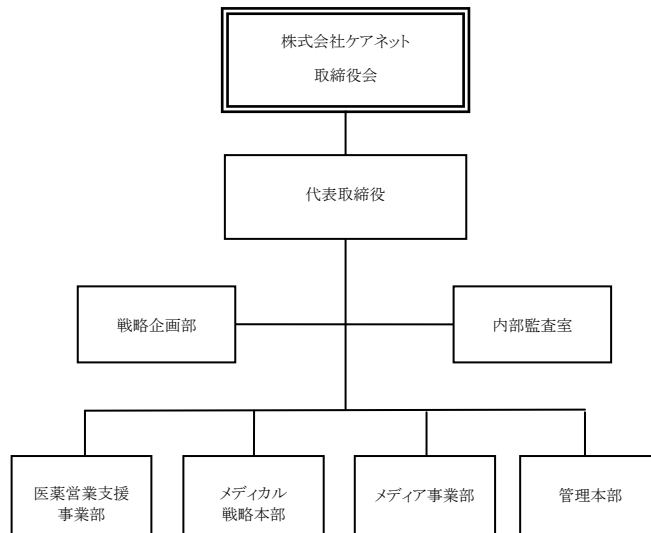 株式会社ケアネット
取締役会
代表取締役
戦略企画部
内部監査室
医薬営業支援
事業部
メディカル
戦略本部
メディア事業部
管理本部